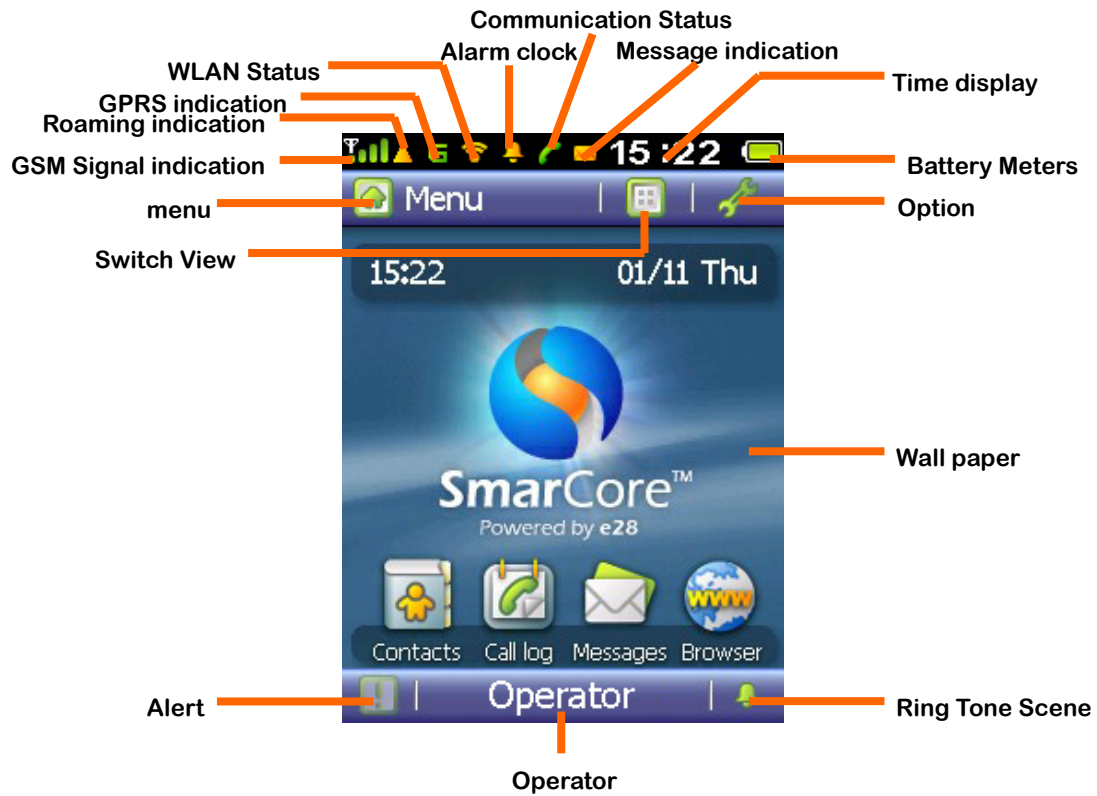 Communication Status
Alarm clock
Message indication
WLAN Status
Time display
GPRS indication
Roaming indication
GSM Signal indication
G
15:22
Battery Meters
menu
Menu
Option
Switch View
15:22
01/11 Thu
SmarCore™
Powered by e28
Wall paper
www
Contacts
Call log
Messages
Browser
Alert
Operator
Ring Tone Scene
Operator